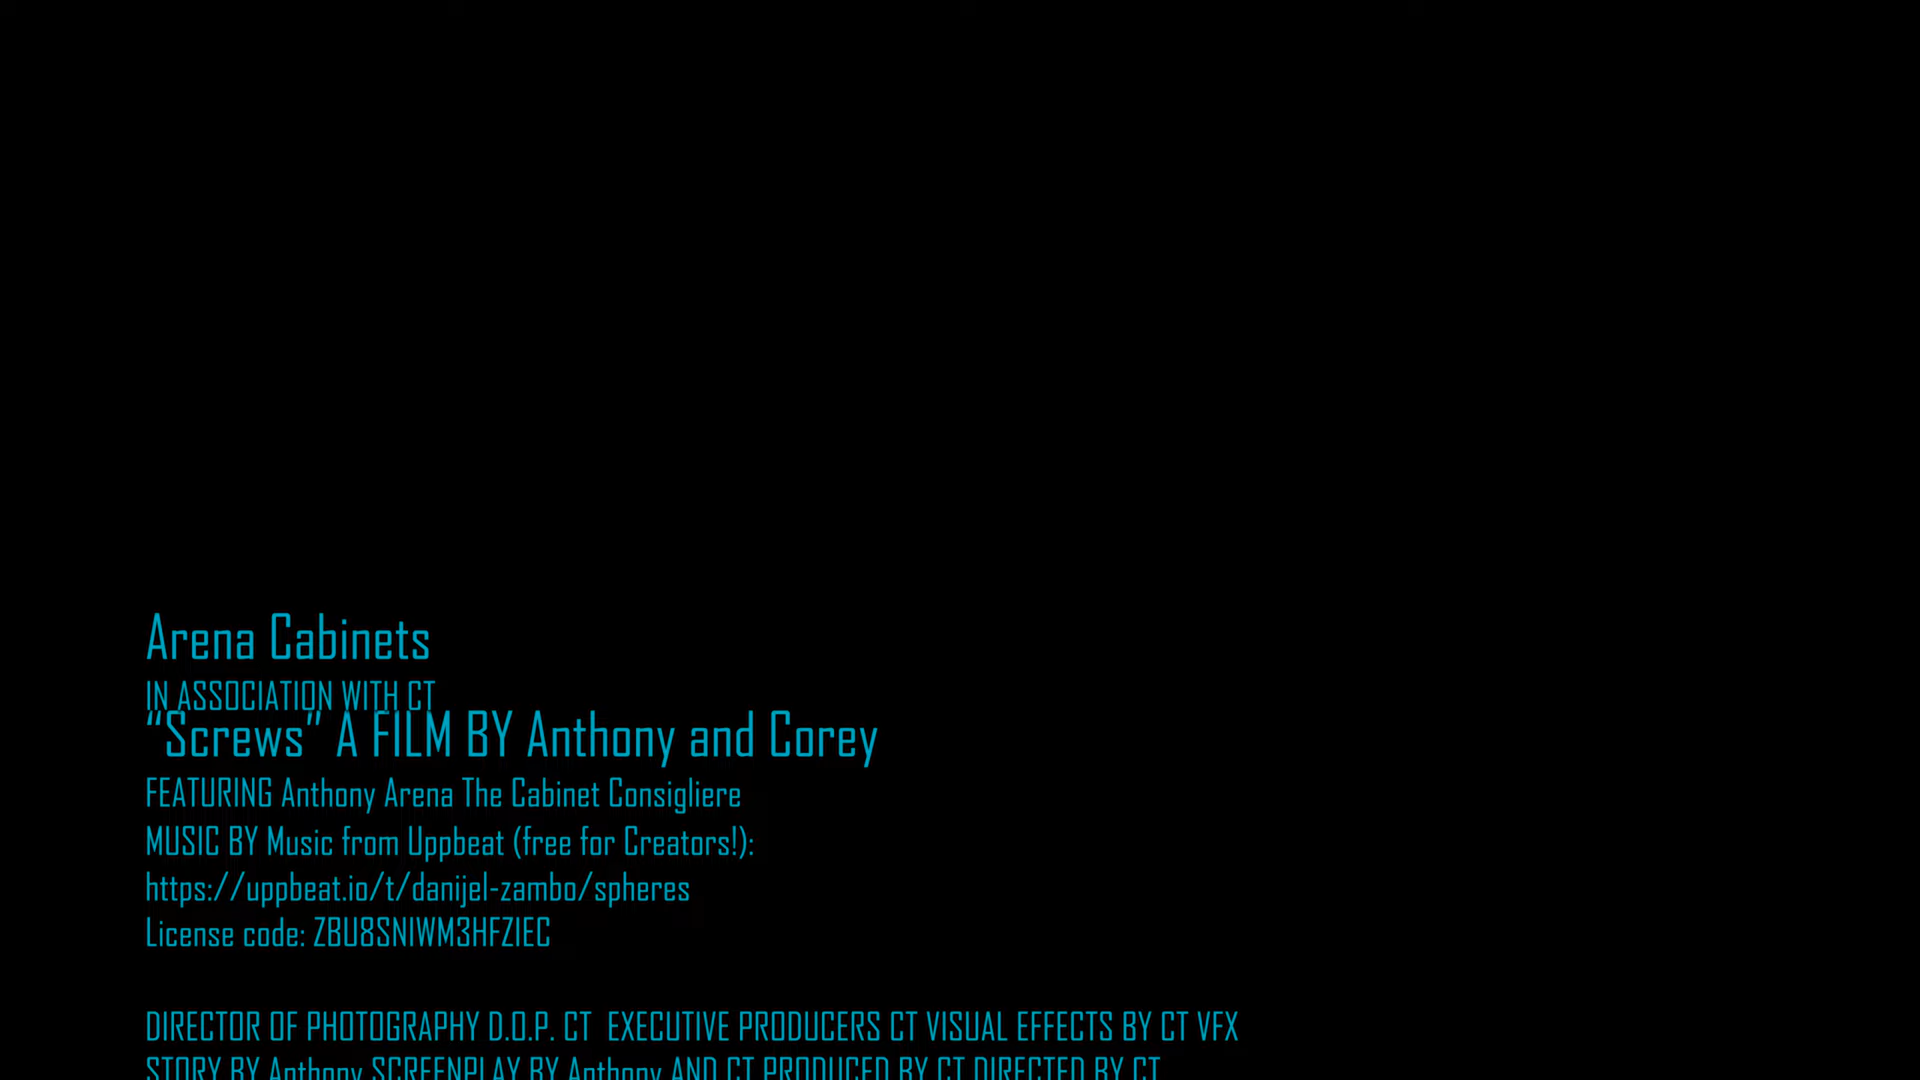 Arena Cabinets
IN ASSOCIATION WITH CT
“Screws” A FILM BY Anthony and Corey
FEATURING Anthony Arena The Cabinet Consigliere
MUSIC BY Music from Uppbeat (free for Creators!):
https://uppbeat.io/t/danijel-zambo/spheres
License code: ZBU8SNIWM3HFZIEC
DIRECTOR OF PHOTOGRAPHY D.O.P. CT EXECUTIVE PRODUCERS CT VISUAL EFFECTS BY CT VFX
STORY BY Anthony SCREENPLAY BY Anthony AND CT PRODUCED BY CT DIRECTED BY CT